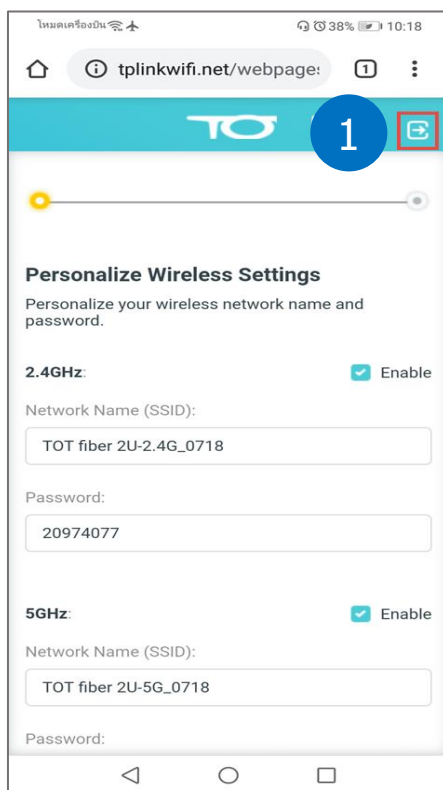 โหมดเครื่องบิน 38% 10:18
tplinkwifi.net/webpage: 1
TOT
1
Personalize Wireless Settings
Personalize your wireless network name and
password.
2.4GHz: Enable
Network Name (SSID):
TOT fiber 2U-2.4G_0718
Password:
20974077
5GHz: Enable
Network Name (SSID):
TOT fiber 2U-5G_0718
Password: